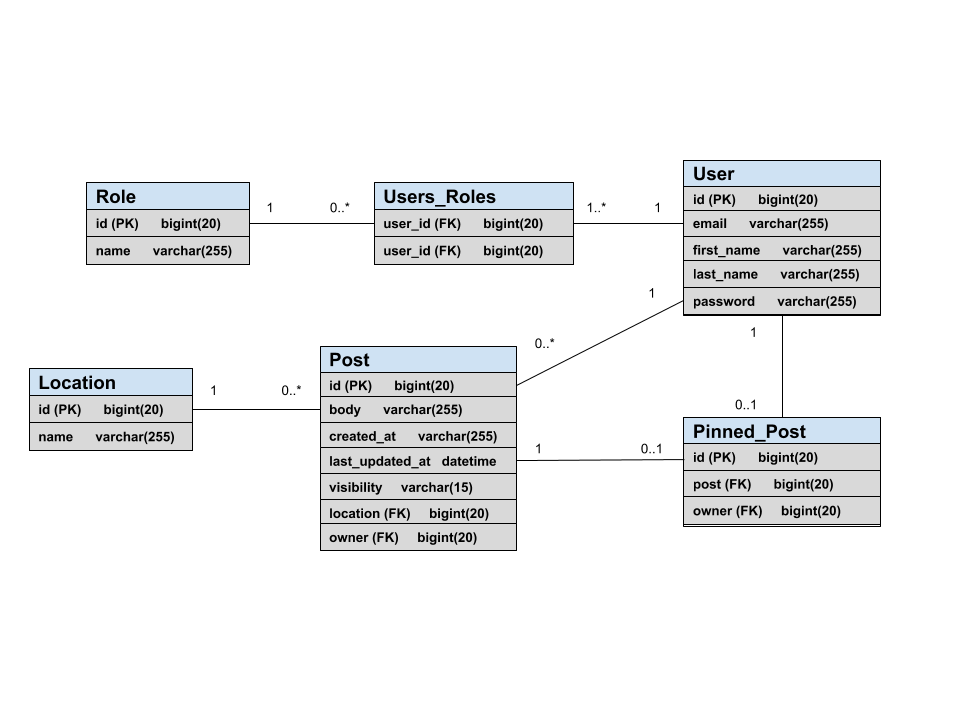 Role
id (PK) bigint(20)
name varchar(255)
1
0..*
Users_Roles
user_id (FK) bigint(20)
user_id (FK) bigint(20)
1..*
1
User
id (PK) bigint(20)
email varchar(255)
first_name varchar(255)
last_name varchar(255)
password varchar(255)
1
0..*
1
0..1
Location
id (PK) bigint(20)
name varchar(255)
1
0..*
Post
id (PK) bigint(20)
body varchar(255)
created_at varchar(255)
last_updated_at datetime
visibility varchar(15)
location (FK) bigint(20)
owner (FK) bigint(20)
1
0..1
Pinned_Post
id (PK) bigint(20)
post (FK) bigint(20)
owner (FK) bigint(20)